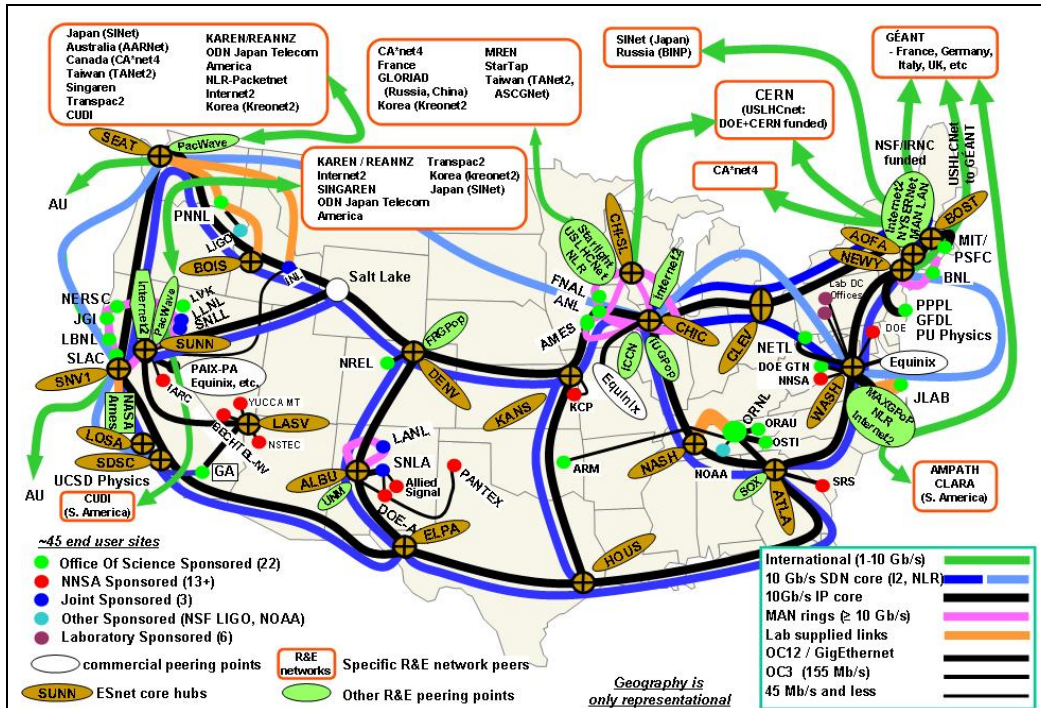 Japan (SINet)
Australia (AARNet)
Canada (CA*net4
Taiwan (TANet2)
Singaren
Transpac2
CUDI
KAREN/REANNZ
ODN Japan Telecom
America
NLR-Packetnet
Internet2
Korea (Kreonet2)
CA*net4
France
GLORIAD
(Russia, China)
Korea (Kreonet2
MREN
StarTap
Taiwan (TANet2,
ASCGNet)
SINet (Japan)
Russia (BINP)
GÉANT
- France, Germany,
Italy, UK, etc
CERN
(USLHCnet:
DOE+CERN funded)
CA*net4
NSF/IRNC
funded
USHLCNet
to GÉANT
SEAT
PacWave
AU
KAREN / REANNZ
Internet2
SINGAREN
ODN Japan Telecom
America
Transpac2
Korea (kreonet2)
Japan (SINet)
PNNL
LIGO
BOIS
INL
Salt Lake
CHI-SL
Starlight
USLHCNet
NLR
Internet2
Internet2
NYSERNet
MAN LAN
BOST
AOFA
NEWY
MIT/
PSFC
BNL
Lab DC
Offices
PPPL
GFDL
PU Physics
FNAL
ANL
AMES
CHIC
CLEV
NERSC
JGI
LBNL
SLAC
Internet2
PacWave
LVK
LLNL
SNLL
SUNN
SNV1
PAIX-PA
Equinix, etc.
IARC
NASA
Ames
YUCCA MT
NSTEC
BECHTEL-NV
LASV
LOSA
SDSC
GA
UCSD Physics
AU
CUDI
(S. America)
NREL
FRGPop
DENV
KANS
KCP
Equinix
ICCN
IUGPop
NETL
DOE GTN
NNSA
DOE
Equinix
WASH
JLAB
MAXGPoP
NLR
Internet2
AMPATH
CLARA
(S. America)
ORNL
ORAU
OSTI
NASH
NOAA
SOX
ATLA
SRS
ARM
LANL
SNLA
Allied
Signal
PANTEX
ALBU
UNM
DOE-A
ELPA
HOUS
~45 end user sites
Office Of Science Sponsored (22)
NNSA Sponsored (13+)
Joint Sponsored (3)
Other Sponsored (NSF LIGO, NOAA)
Laboratory Sponsored (6)
commercial peering points
SUNN
ESnet core hubs
R&E
networks
Specific R&E network peers
Other R&E peering points
Geography is
only representational
International (1-10 Gb/s)
10 Gb/s SDN core (I2, NLR)
10Gb/s IP core
MAN rings (≥ 10 Gb/s)
Lab supplied links
OC12 / GigEthernet
OC3 (155 Mb/s)
45 Mb/s and less